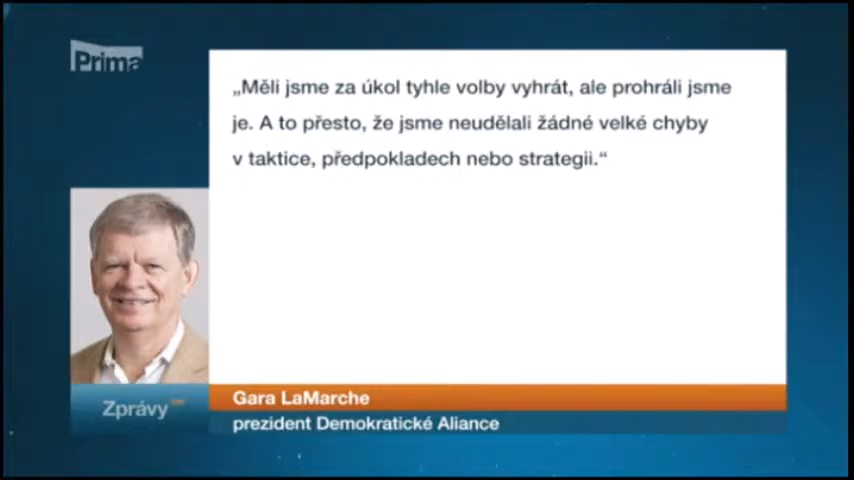 Prima
„Měli jsme za úkol tyhle volby vyhrát, ale prohráli jsme
je. A to přesto, že jsme neudělali žádné velké chyby
v taktice, předpokladech nebo strategii.“
Zprávy
Gara LaMarche
prezident Demokratické Aliance